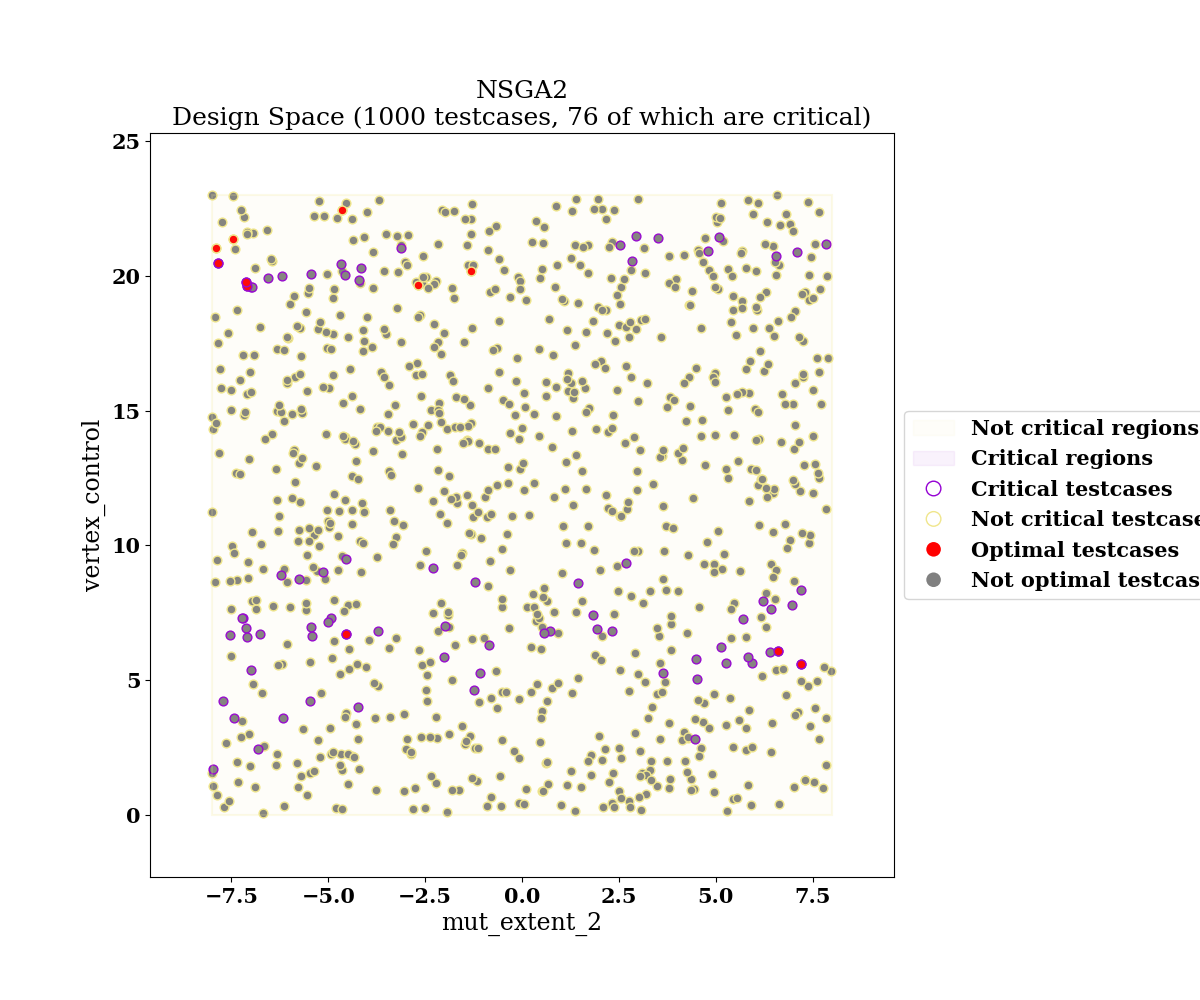 NSGA2
Design Space (1000 testcases, 76 of which are critical)
25
20
15
10
5
0
vertex_control
−7.5 −5.0 −2.5 0.0 2.5 5.0 7.5
mut_extent_2
Not critical regions
Critical regions
Critical testcases
Not critical testcase
Optimal testcases
Not optimal testcas